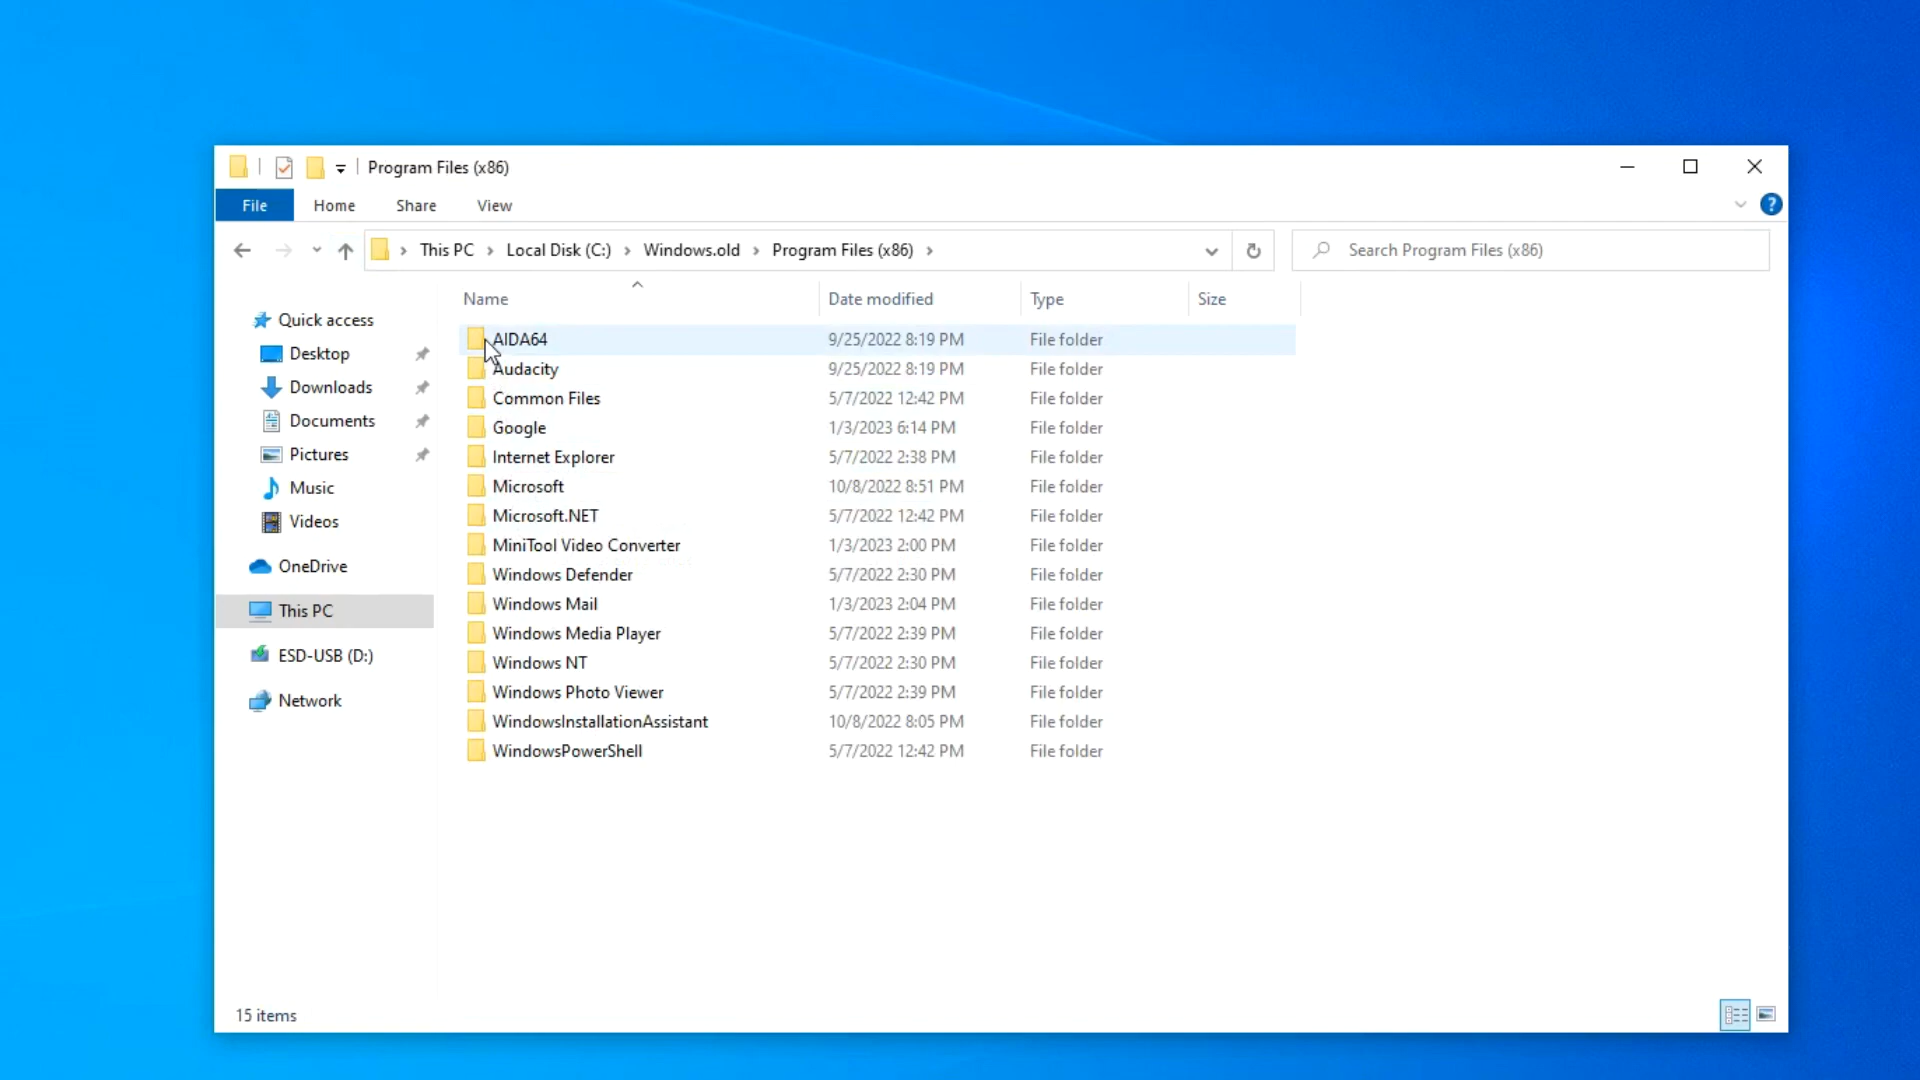 Program Files (x86)
File Home Share View
This PC Local Disk (C:) Windows.old Program Files (x86) Search Program Files (x86)
Name Date modified Type Size
Quick access
Desktop
Downloads
Documents
Pictures
Music
Videos
OneDrive
This PC
ESD-USB (D:)
Network
AIDA64 9/25/2022 8:19 PM File folder
Audacity 9/25/2022 8:19 PM File folder
Common Files 5/7/2022 12:42 PM File folder
Google 1/3/2023 6:14 PM File folder
Internet Explorer 5/7/2022 2:38 PM File folder
Microsoft 10/8/2022 8:51 PM File folder
Microsoft.NET 5/7/2022 12:42 PM File folder
MiniTool Video Converter 1/3/2023 2:00 PM File folder
Windows Defender 5/7/2022 2:30 PM File folder
Windows Mail 1/3/2023 2:04 PM File folder
Windows Media Player 5/7/2022 2:39 PM File folder
Windows NT 5/7/2022 2:30 PM File folder
Windows Photo Viewer 5/7/2022 2:39 PM File folder
WindowsInstallationAssistant 10/8/2022 8:05 PM File folder
WindowsPowerShell 5/7/2022 12:42 PM File folder
15 items